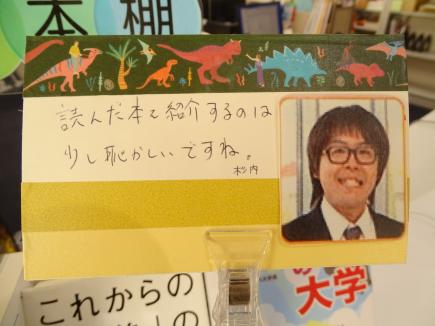 本棚
読んだ本を紹介するのは
少し恥かしいですね。
杉内
これからの
の
大学